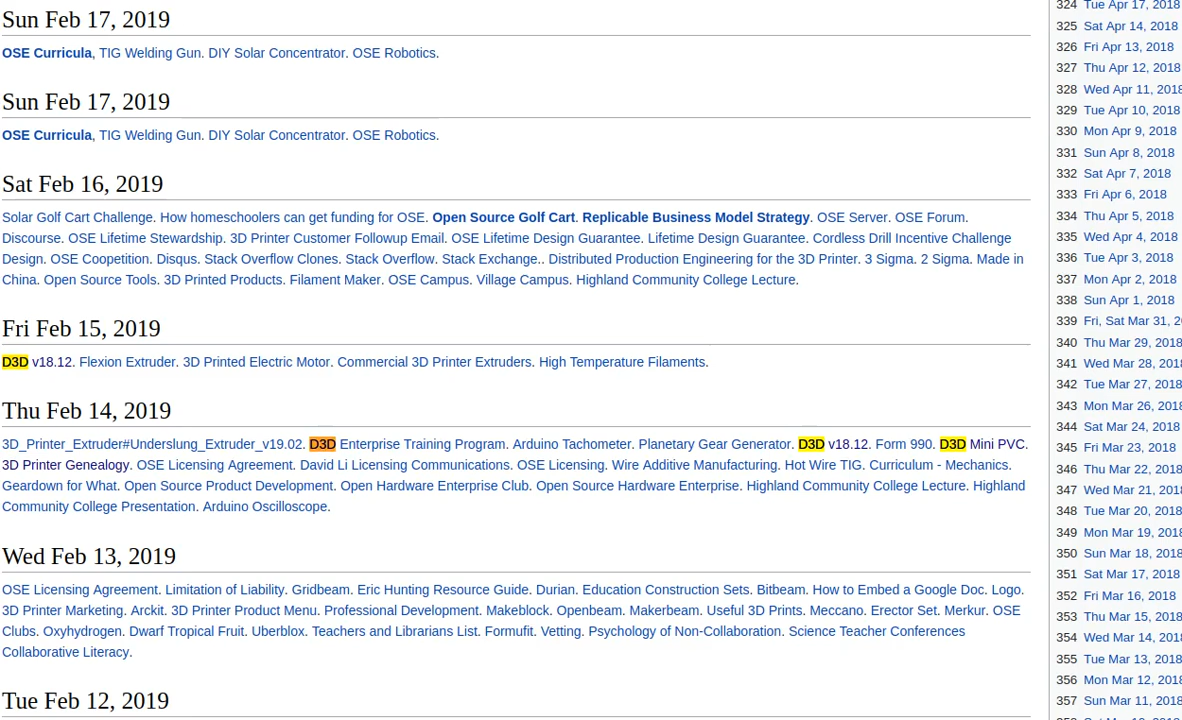 Sun Feb 17, 2019
OSE Curricula, TIG Welding Gun. DIY Solar Concentrator. OSE Robotics.
Sun Feb 17, 2019
OSE Curricula, TIG Welding Gun. DIY Solar Concentrator. OSE Robotics.
Sat Feb 16, 2019
Solar Golf Cart Challenge. How homeschoolers can get funding for OSE. Open Source Golf Cart. Replicable Business Model Strategy. OSE Server. OSE Forum.
Discourse. OSE Lifetime Stewardship. 3D Printer Customer Followup Email. OSE Lifetime Design Guarantee. Lifetime Design Guarantee. Cordless Drill Incentive Challenge
Design. OSE Coopetition. Disqus. Stack Overflow Clones. Stack Overflow. Stack Exchange.. Distributed Production Engineering for the 3D Printer. 3 Sigma. 2 Sigma. Made in
China. Open Source Tools. 3D Printed Products. Filament Maker. OSE Campus. Village Campus. Highland Community College Lecture.
Fri Feb 15, 2019
D3D v18.12. Flexion Extruder. 3D Printed Electric Motor. Commercial 3D Printer Extruders. High Temperature Filaments.
Thu Feb 14, 2019
3D_Printer_Extruder#Underslung_Extruder_v19.02. D3D Enterprise Training Program. Arduino Tachometer. Planetary Gear Generator. D3D v18.12. Form 990. D3D Mini PVC.
3D Printer Genealogy. OSE Licensing Agreement. David Li Licensing Communications. OSE Licensing. Wire Additive Manufacturing. Hot Wire TIG. Curriculum - Mechanics.
Geardown for What. Open Source Product Development. Open Hardware Enterprise Club. Open Source Hardware Enterprise. Highland Community College Lecture. Highland
Community College Presentation. Arduino Oscilloscope.
Wed Feb 13, 2019
OSE Licensing Agreement. Limitation of Liability. Gridbeam. Eric Hunting Resource Guide. Durian. Education Construction Sets. Bitbeam. How to Embed a Google Doc. Logo.
3D Printer Marketing. Arckit. 3D Printer Product Menu. Professional Development. Makeblock. Openbeam. Makerbeam. Useful 3D Prints. Meccano. Erector Set. Merkur. OSE
Clubs. Oxyhydrogen. Dwarf Tropical Fruit. Uberblox. Teachers and Librarians List. Formufit. Vetting. Psychology of Non-Collaboration. Science Teacher Conferences
Collaborative Literacy.
Tue Feb 12, 2019
324 Tue Apr 17, 2018
325 Sat Apr 14, 2018
326 Fri Apr 13, 2018
327 Thu Apr 12, 2018
328 Wed Apr 11, 2018
329 Tue Apr 10, 2018
330 Mon Apr 9, 2018
331 Sun Apr 8, 2018
332 Sat Apr 7, 2018
333 Fri Apr 6, 2018
334 Thu Apr 5, 2018
335 Wed Apr 4, 2018
336 Tue Apr 3, 2018
337 Mon Apr 2, 2018
338 Sun Apr 1, 2018
339 Fri, Sat Mar 31, 2
340 Thu Mar 29, 2018
341 Wed Mar 28, 2018
342 Tue Mar 27, 2018
343 Mon Mar 26, 2018
344 Sat Mar 24, 2018
345 Fri Mar 23, 2018
346 Thu Mar 22, 2018
347 Wed Mar 21, 2018
348 Tue Mar 20, 2018
349 Mon Mar 19, 2018
350 Sun Mar 18, 2018
351 Sat Mar 17, 2018
352 Fri Mar 16, 2018
353 Thu Mar 15, 2018
354 Wed Mar 14, 2018
355 Tue Mar 13, 2018
356 Mon Mar 12, 2018
357 Sun Mar 11, 2018